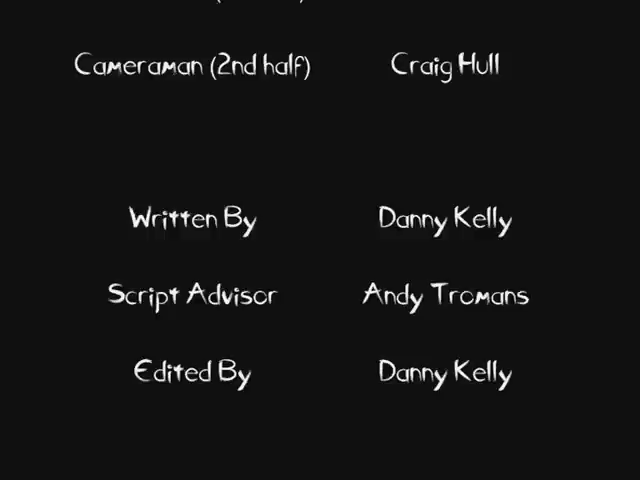 Cameraman (2nd half) Craig Hull
Written By Danny Kelly
Script Advisor Andy Tromans
Edited By Danny Kelly